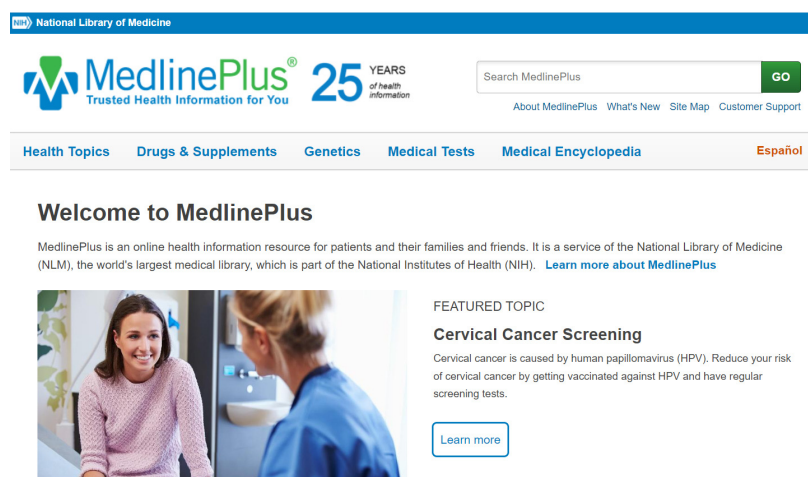 NIH National Library of Medicine
MedlinePlus®
Trusted Health Information for You
25 YEARS
of health
information
Search MedlinePlus
GO
About MedlinePlus What's New Site Map Customer Support
Health Topics Drugs & Supplements Genetics Medical Tests Medical Encyclopedia Español
Welcome to MedlinePlus
MedlinePlus is an online health information resource for patients and their families and friends. It is a service of the National Library of Medicine
(NLM), the world's largest medical library, which is part of the National Institutes of Health (NIH). Learn more about MedlinePlus
FEATURED TOPIC
Cervical Cancer Screening
Cervical cancer is caused by human papillomavirus (HPV). Reduce your risk
of cervical cancer by getting vaccinated against HPV and have regular
screening tests.
Learn more